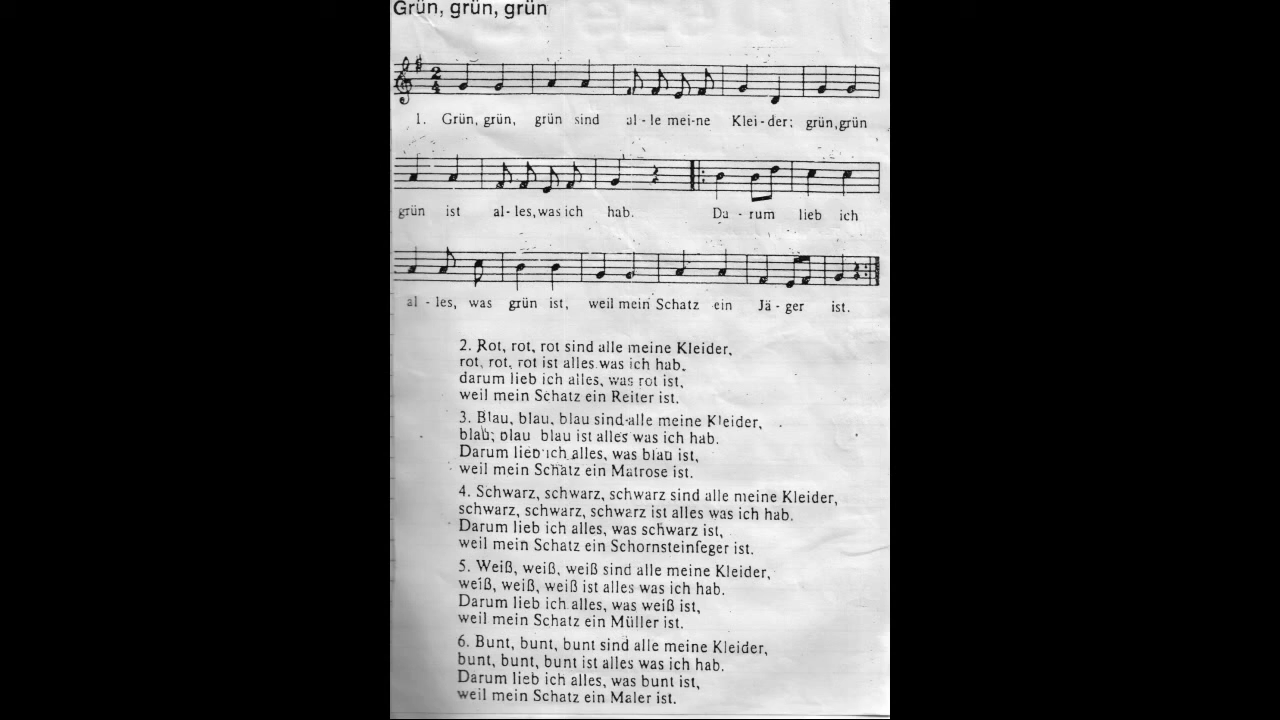 Grün, grün, grün
2
4
1. Grün, grün, grün sind al-le mei-ne Klei-der; grün, grün
grün ist al-les, was ich hab. Da-rum lieb ich
al-les, was grün ist, weil mein Schatz ein Jä-ger ist.
2. Rot, rot, rot sind alle meine Kleider,
rot, rot, rot ist alles was ich hab.
darum lieb ich alles, was rot ist,
weil mein Schatz ein Reiter ist.
3. Blau, blau, blau sind alle meine Kleider,
blau, blau blau ist alles was ich hab.
Darum lieb ich alles, was blau ist,
weil mein Schatz ein Matrose ist.
4. Schwarz, schwarz, schwarz sind alle meine Kleider,
schwarz, schwarz, schwarz ist alles was ich hab.
Darum lieb ich alles, was schwarz ist,
weil mein Schatz ein Schornsteinfeger ist.
5. Weiß, weiß, weiß sind alle meine Kleider,
weiß, weiß, weiß ist alles was ich hab.
Darum lieb ich alles, was weiß ist,
weil mein Schatz ein Müller ist.
6. Bunt, bunt, bunt sind alle meine Kleider,
bunt, bunt, bunt ist alles was ich hab.
Darum lieb ich alles, was bunt ist,
weil mein Schatz ein Maler ist.